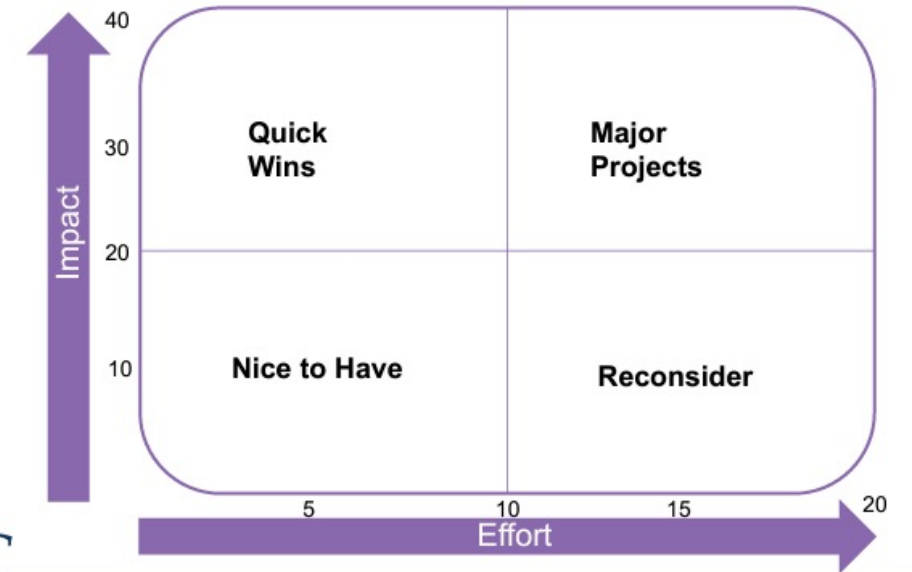 40
Quick
Wins
Major
Projects
30
Impact
20
10
Nice to Have
Reconsider
5
10
15
20
Effort